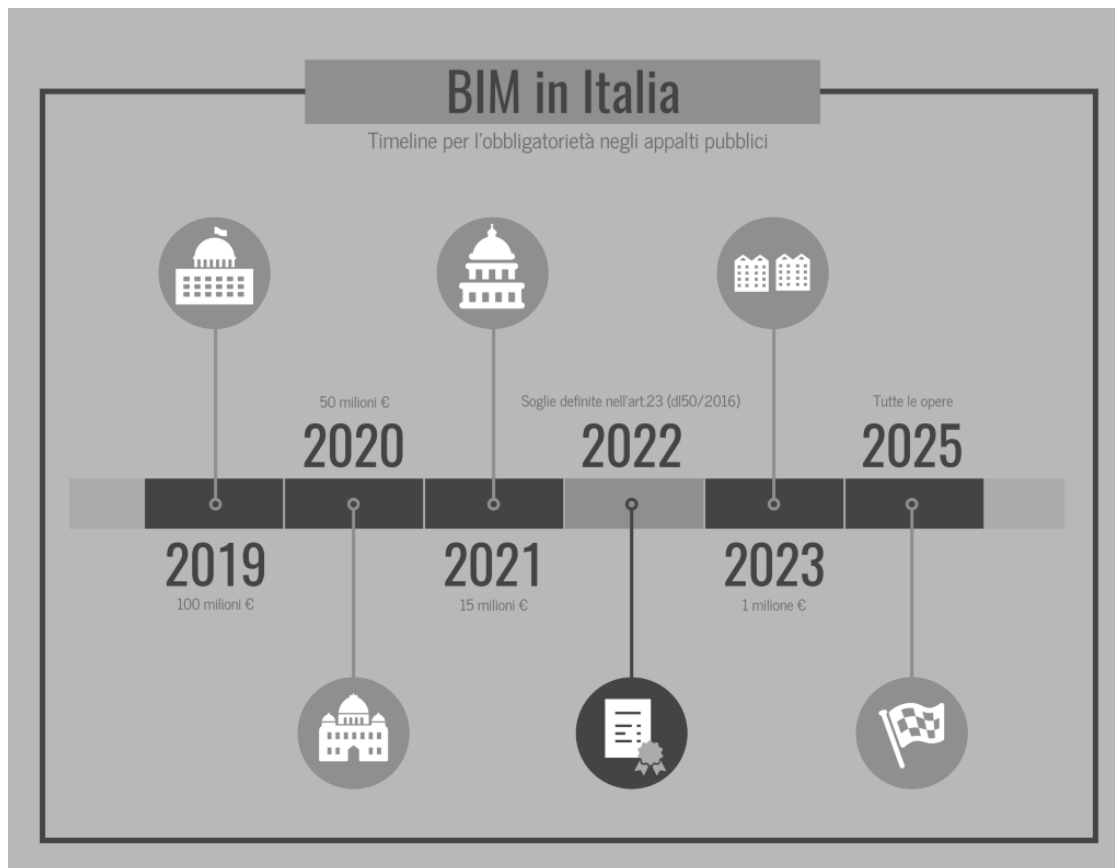 BIM in Italia
Timeline per l'obbligatorietà negli appalti pubblici
50 milioni €
2020
Soglie definite nell'art.23 (dl50/2016)
2022
Tutte le opere
2025
2019
100 milioni €
2021
15 milioni €
2023
1 milione €